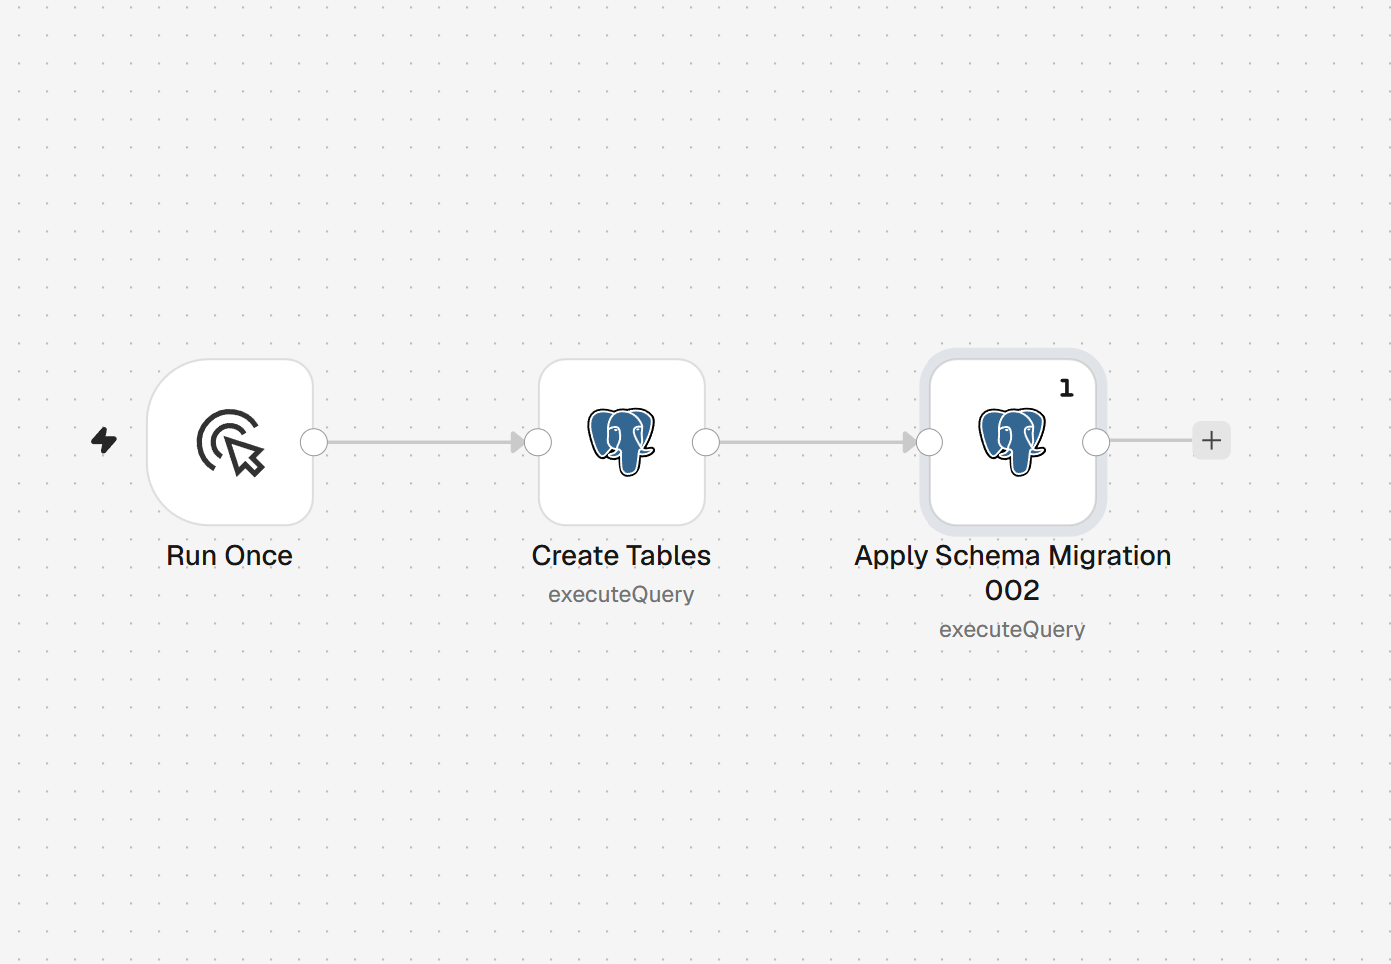 1
Run Once
Create Tables
executeQuery
Apply Schema Migration
002
executeQuery